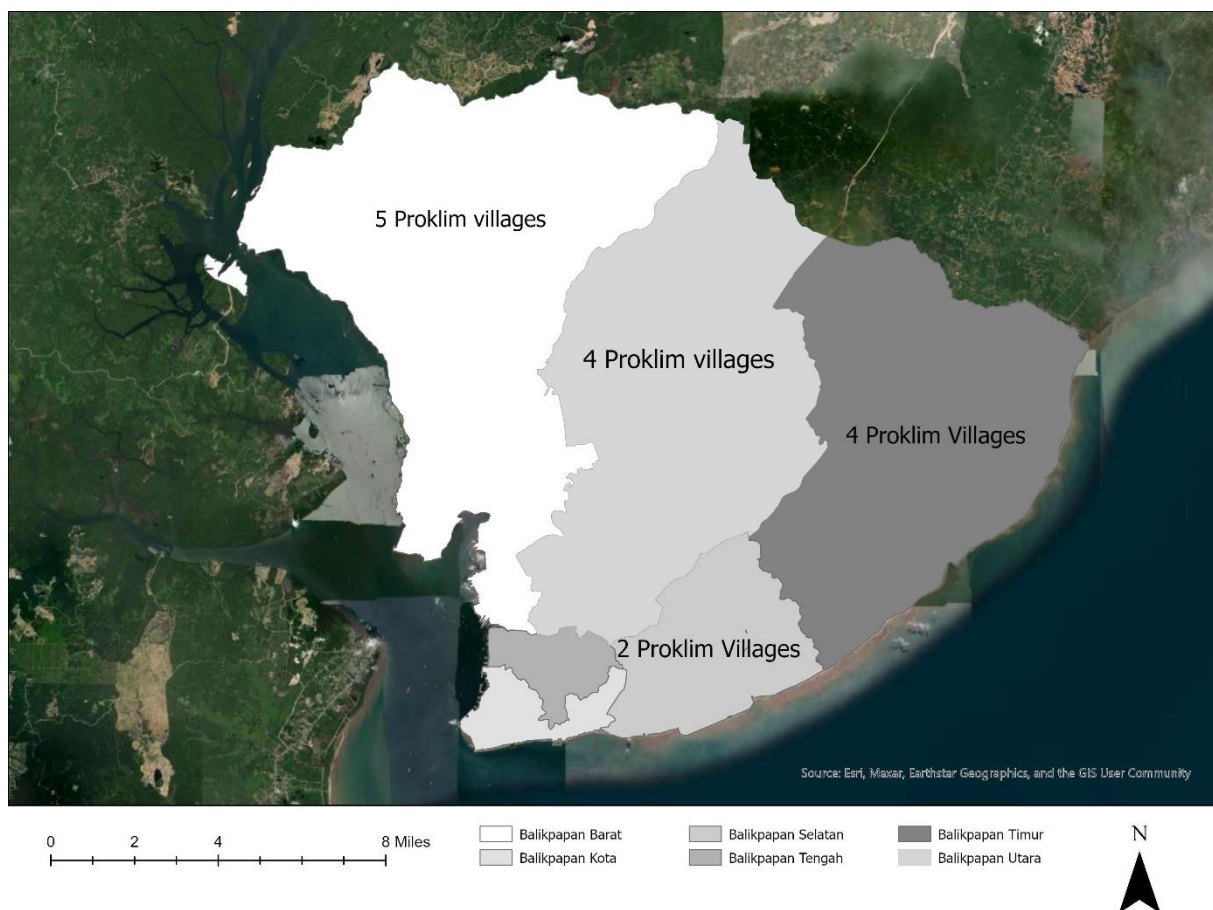 5 Proklim villages
4 Proklim villages
4 Proklim Villages
2 Proklim Villages
Source: Esri, Maxar, Earthstar Geographics, and the GIS User Community
0 2 4 8 Miles
Balikpapan Barat
Balikpapan Kota
Balikpapan Selatan
Balikpapan Tengah
Balikpapan Timur
Balikpapan Utara
N